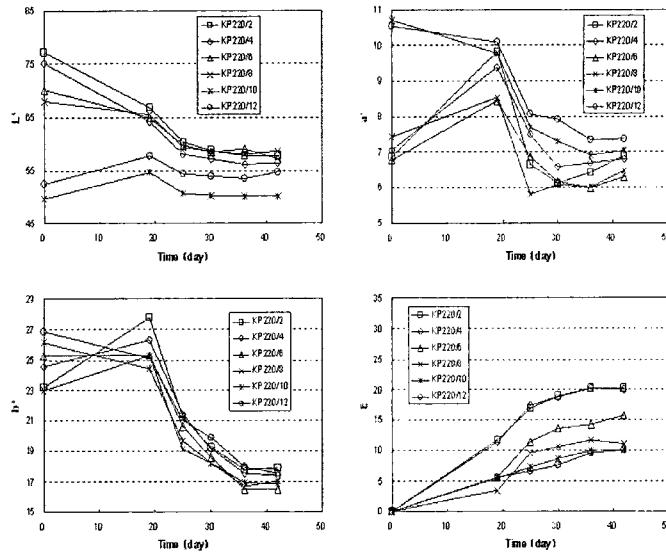 KP220/2
KP220/4
KP220/6
KP220/8
KP220/10
KP220/12
L*
85
75
65
55
45
0 10 20 30 40 50
Time (day)
KP220/2
KP220/4
KP220/6
KP220/8
KP220/10
KP220/12
a*
11
10
9
8
7
6
5
0 10 20 30 40 50
Time (day)
KP220/2
KP220/4
KP220/6
KP220/8
KP220/10
KP220/12
b*
29
27
25
23
21
19
17
15
0 10 20 30 40 50
Time (day)
KP220/2
KP220/4
KP220/6
KP220/8
KP220/10
KP220/12
35
30
25
20
15
10
5
0
0 10 20 30 40 50
Time (day)